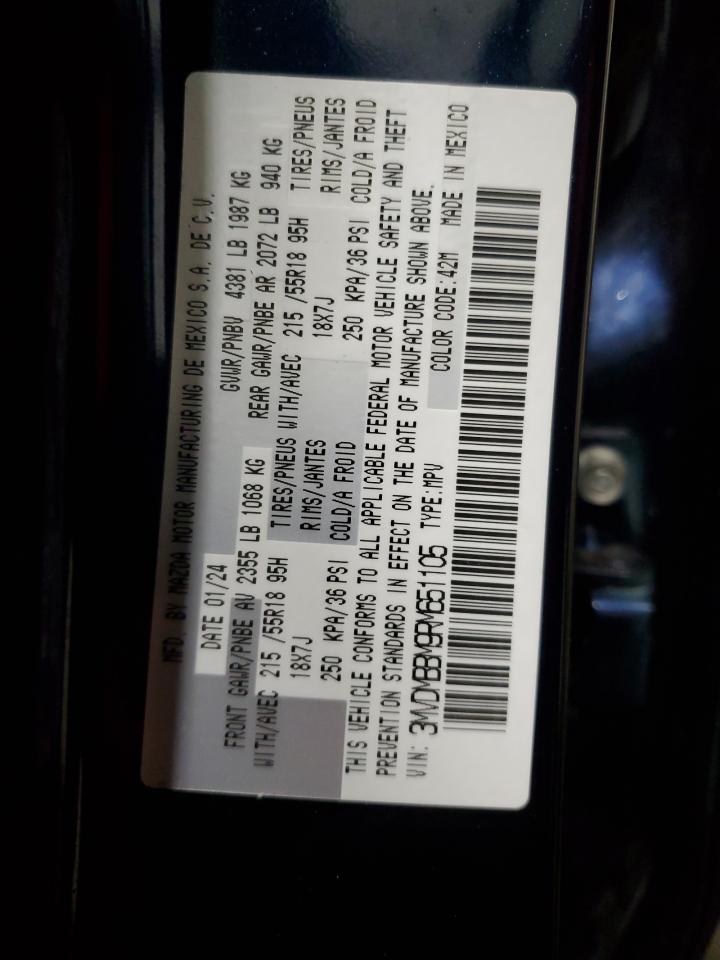 MFD. BY MAZDA MOTOR MANUFACTURING DE MEXICO S.A. DE C.V.
DATE 01/24 GVWR/PNBV 4381 LB 1987 KG
FRONT GAWR/PNBE AV 2355 LB 1068 KG REAR GAWR/PNBE AR 2072 LB 940 KG
WITH/AVEC 215 /55R18 95H TIRES/PNEUS WITH/AVEC 215 /55R18 95H TIRES/PNEUS
18X7J RIMS/JANTES 18X7J RIMS/JANTES
250 KPA/36 PSI COLD/A FROID 250 KPA/36 PSI COLD/A FROID
THIS VEHICLE CONFORMS TO ALL APPLICABLE FEDERAL MOTOR VEHICLE SAFETY AND THEFT
PREVENTION STANDARDS IN EFFECT ON THE DATE OF MANUFACTURE SHOWN ABOVE.
VIN: 3MVDMBBM9RM651105 TYPE:MPV COLOR CODE:42M MADE IN MEXICO